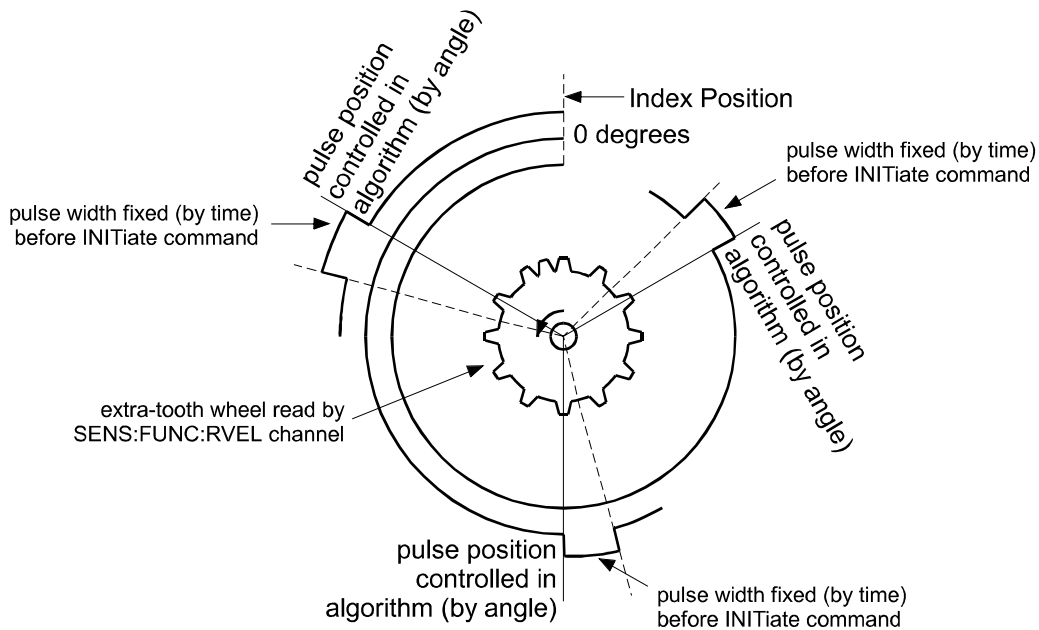 pulse position
controlled in
algorithm (by angle)
Index Position
0 degrees
pulse width fixed (by time)
before INITiate command
pulse width fixed (by time)
before INITiate command
pulse position
controlled in
algorithm (by angle)
extra-tooth wheel read by
SENS:FUNC:RVEL channel
pulse position
controlled in
algorithm (by angle)
pulse width fixed (by time)
before INITiate command